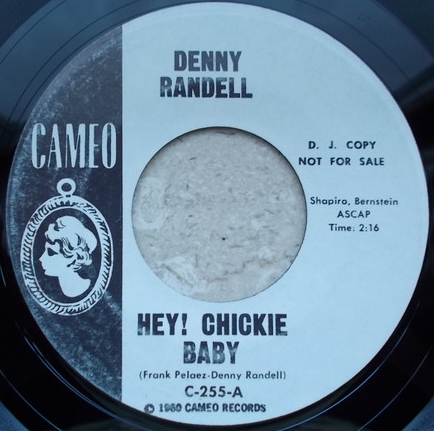 DENNY
RANDELL
CAMEO
D. J. COPY
NOT FOR SALE
Shapiro, Bernstein
ASCAP
Time: 2:16
HEY! CHICKIE
BABY
(Frank Pelaez-Denny Randell)
C-255-A
© 1960 CAMEO RECORDS